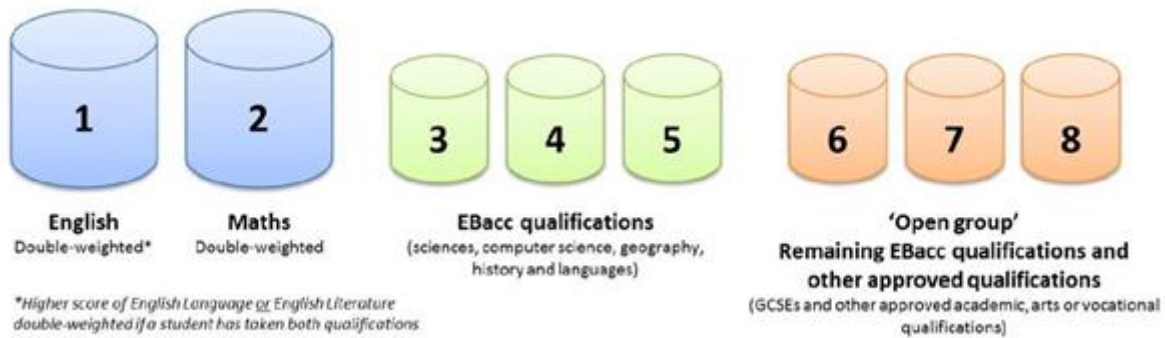 1
2
3
4
5
6
7
8
English
Double-weighted*
Maths
Double-weighted
EBacc qualifications
(sciences, computer science, geography,
history and languages)
'Open group'
Remaining EBacc qualifications and
other approved qualifications
(GCSEs and other approved academic, arts or vocational
qualifications)
*Higher score of English Language or English Literature
double-weighted if a student has taken both qualifications